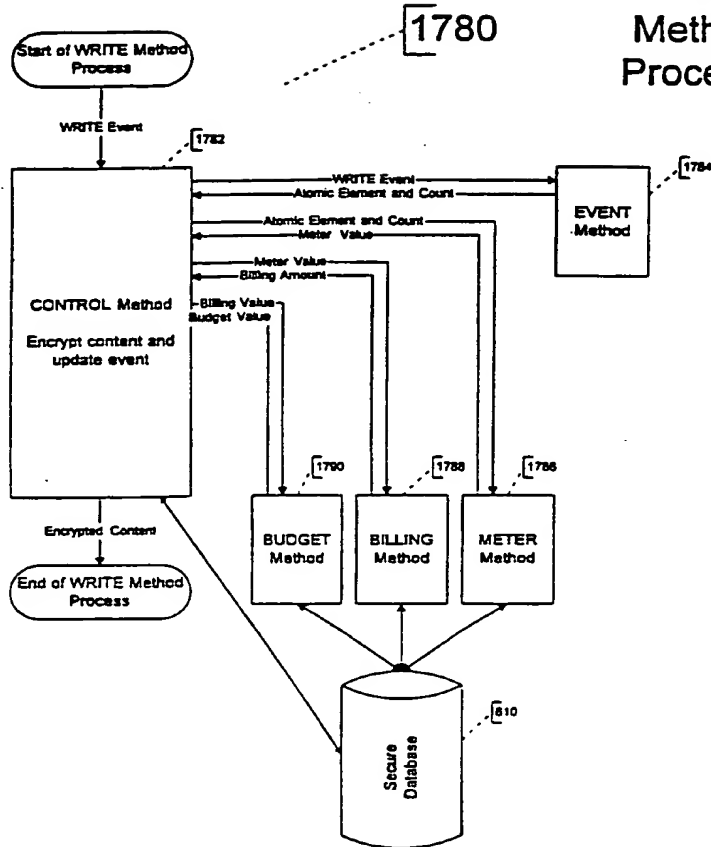 1780
Meth
Proce
Start of WRITE Method
Process
WRITE Event
1782
WRITE Event
Atomic Element and Count
1784
EVENT
Method
Atomic Element and Count
Meter Value
Meter Value
Billing Amount
CONTROL Method
Encrypt content and
update event
Billing Value
Budget Value
1790
1788
1786
Encrypted Content
BUDGET
Method
BILLING
Method
METER
Method
End of WRITE Method
Process
610
Secure
Database